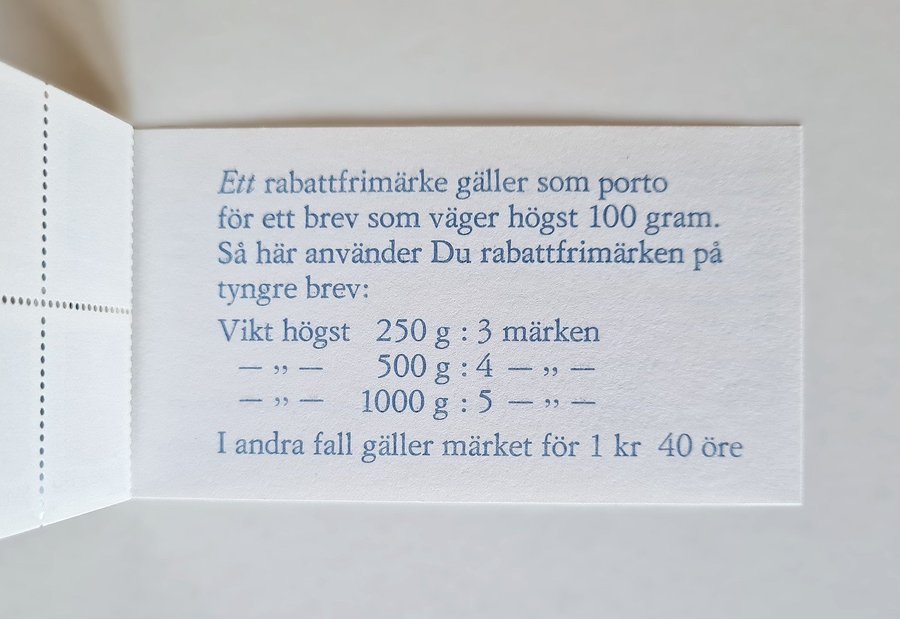 Ett rabattfrimärke gäller som porto
för ett brev som väger högst 100 gram.
Så här använder Du rabattfrimärken på
tyngre brev:
Vikt högst 250 g : 3 märken
— ,, — 500 g : 4 — ,, —
— ,, — 1000 g : 5 — ,, —
I andra fall gäller märket för 1 kr 40 öre